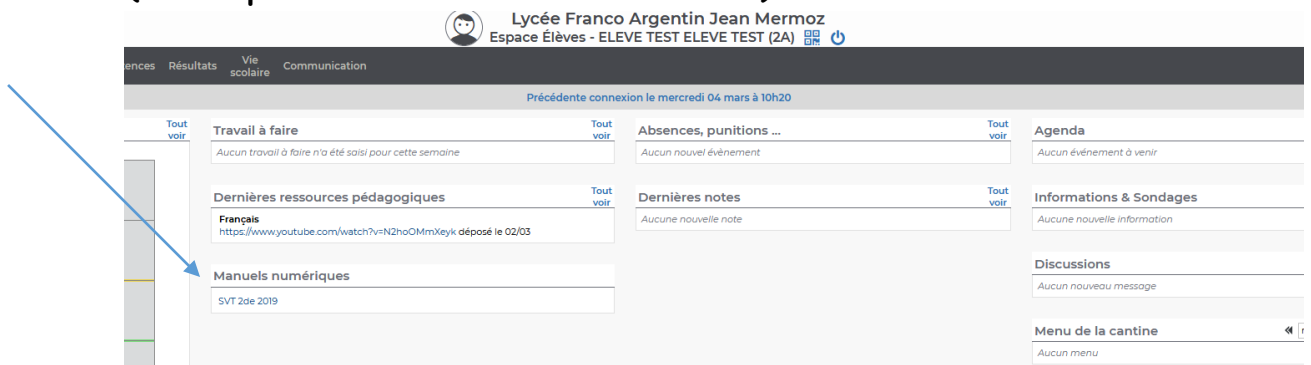 Lycée Franco Argentin Jean Mermoz
Espace Élèves - ELEVE TEST ELEVE TEST (2A)
Résultats Vie scolaire Communication
Précédente connexion le mercredi 04 mars à 10h20
Tout voir
Travail à faire Tout voir
Aucun travail à faire n'a été saisi pour cette semaine
Dernières ressources pédagogiques Tout voir
Français
https://www.youtube.com/watch?v=N2hoOMmXeyk déposé le 02/03
Manuels numériques
SVT 2de 2019
Absences, punitions ... Tout voir
Aucun nouvel évènement
Dernières notes Tout voir
Aucune nouvelle note
Agenda
Aucun événement à venir
Informations & Sondages
Aucune nouvelle information
Discussions
Aucun nouveau message
Menu de la cantine
Aucun menu